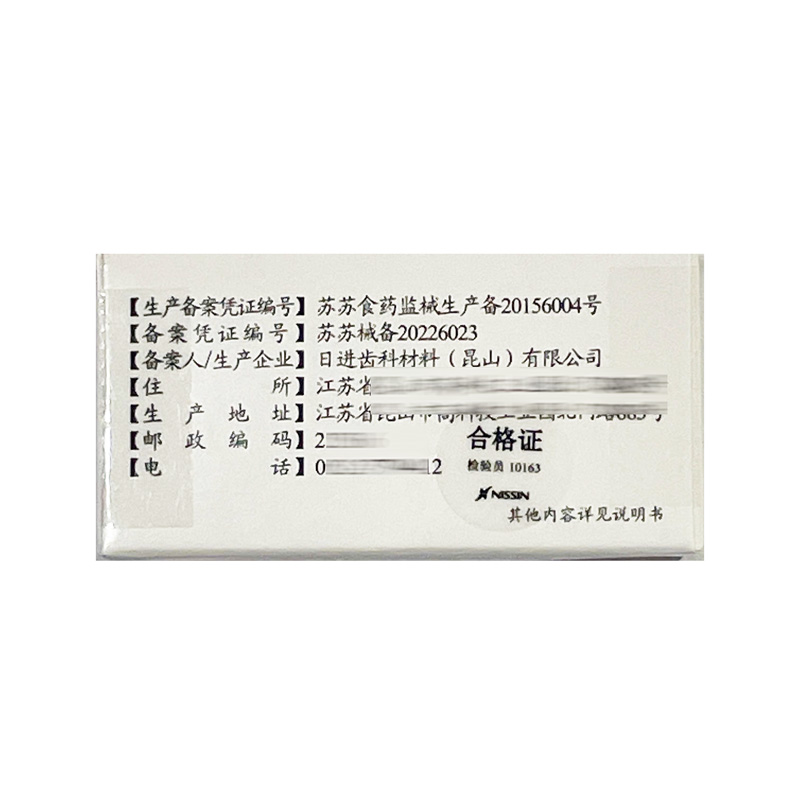 【生产备案凭证编号】苏苏食药监械生产备20156004号
【备案凭证编号】苏苏械备20226023
【备案人/生产企业】日进齿科材料（昆山）有限公司
【住所】江苏省
【生产地址】江苏省
【邮政编码】2
【电话】0 12
合格证
检验员 10163
NISSIN
其他内容详见说明书